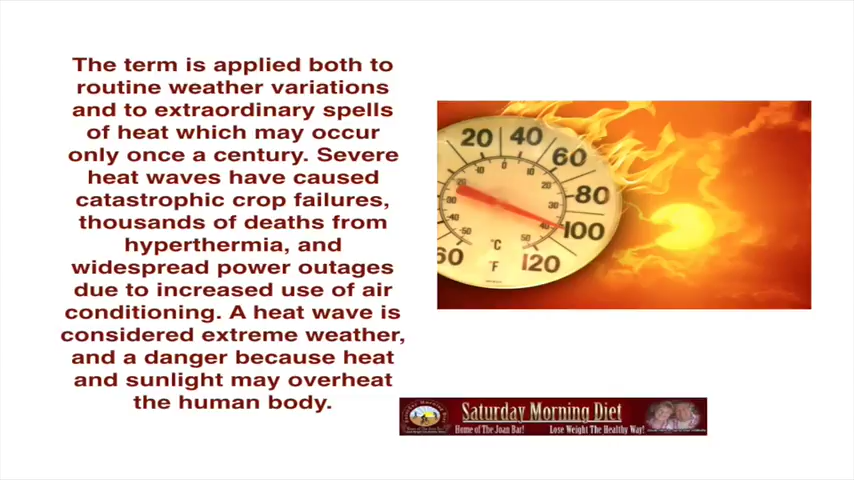 The term is applied both to
routine weather variations
and to extraordinary spells
of heat which may occur
only once a century. Severe
heat waves have caused
catastrophic crop failures,
thousands of deaths from
hyperthermia, and
widespread power outages
due to increased use of air
conditioning. A heat wave is
considered extreme weather,
and a danger because heat
and sunlight may overheat
the human body.
20 40 60 80 100 120
60
°C
°F
Saturday Morning Diet
Home of The Joan Bar! Lose Weight The Healthy Way!